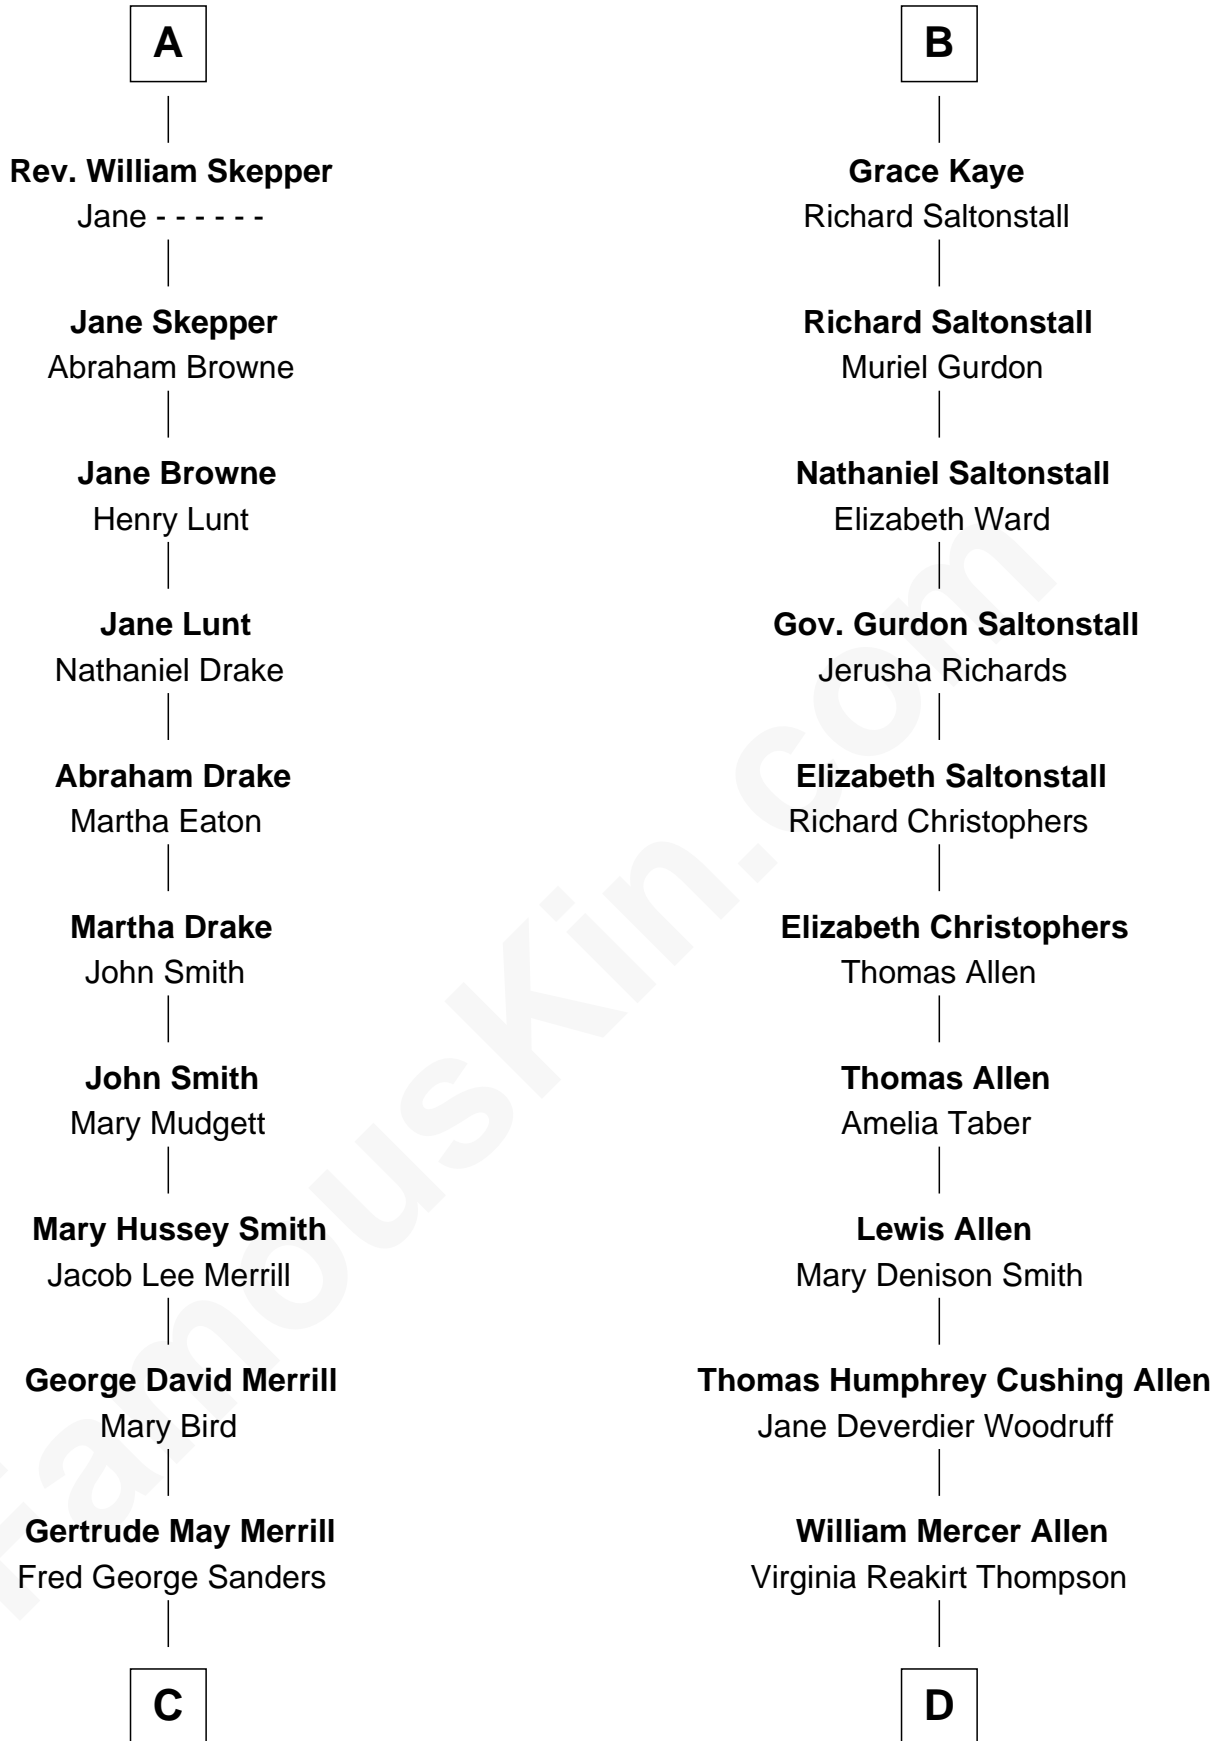 A
Rev. William Skepper
Jane - - - - - -
Jane Skepper
Abraham Browne
Jane Browne
Henry Lunt
Jane Lunt
Nathaniel Drake
Abraham Drake
Martha Eaton
Martha Drake
John Smith
John Smith
Mary Mudgett
Mary Hussey Smith
Jacob Lee Merrill
George David Merrill
Mary Bird
Gertrude May Merrill
Fred George Sanders
C
B
Grace Kaye
Richard Saltonstall
Richard Saltonstall
Muriel Gurdon
Nathaniel Saltonstall
Elizabeth Ward
Gov. Gurdon Saltonstall
Jerusha Richards
Elizabeth Saltonstall
Richard Christophers
Elizabeth Christophers
Thomas Allen
Thomas Allen
Amelia Taber
Lewis Allen
Mary Denison Smith
Thomas Humphrey Cushing Allen
Jane Deverdier Woodruff
William Mercer Allen
Virginia Reakirt Thompson
D
FamousKin.com